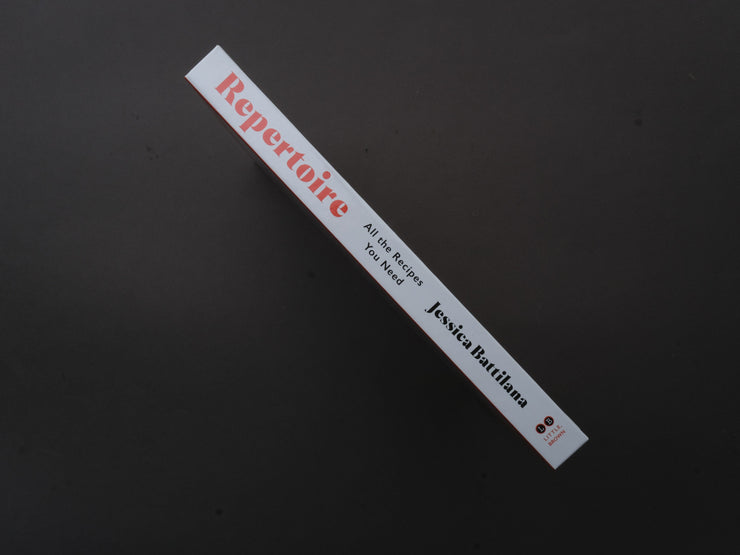 Repertoire
All the Recipes
You Need
Jessica Battilana
L B
LITTLE,
BROWN